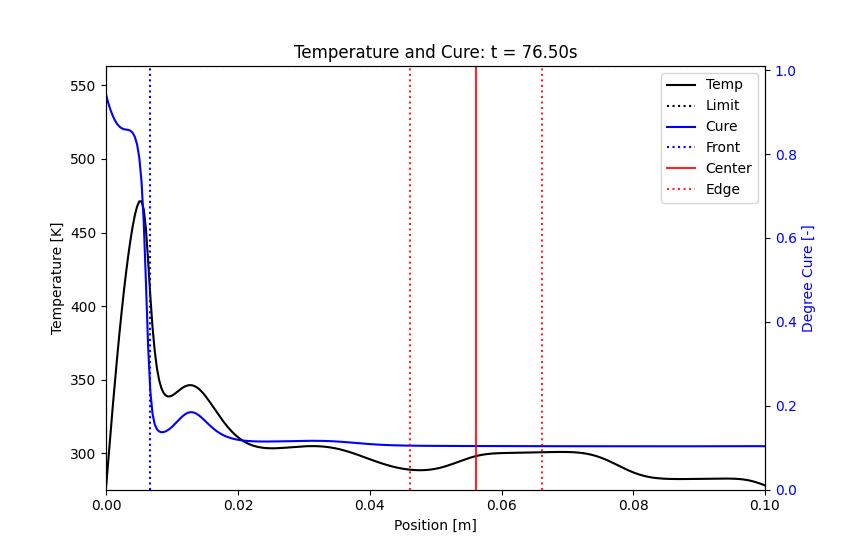 Temperature and Cure: t = 76.50s
550
500
450
400
350
300
Temperature [K]
1.0
0.8
0.6
0.4
0.2
0.0
Degree Cure [-]
Temp
Limit
Cure
Front
Center
Edge
0.00 0.02 0.04 0.06 0.08 0.10
Position [m]